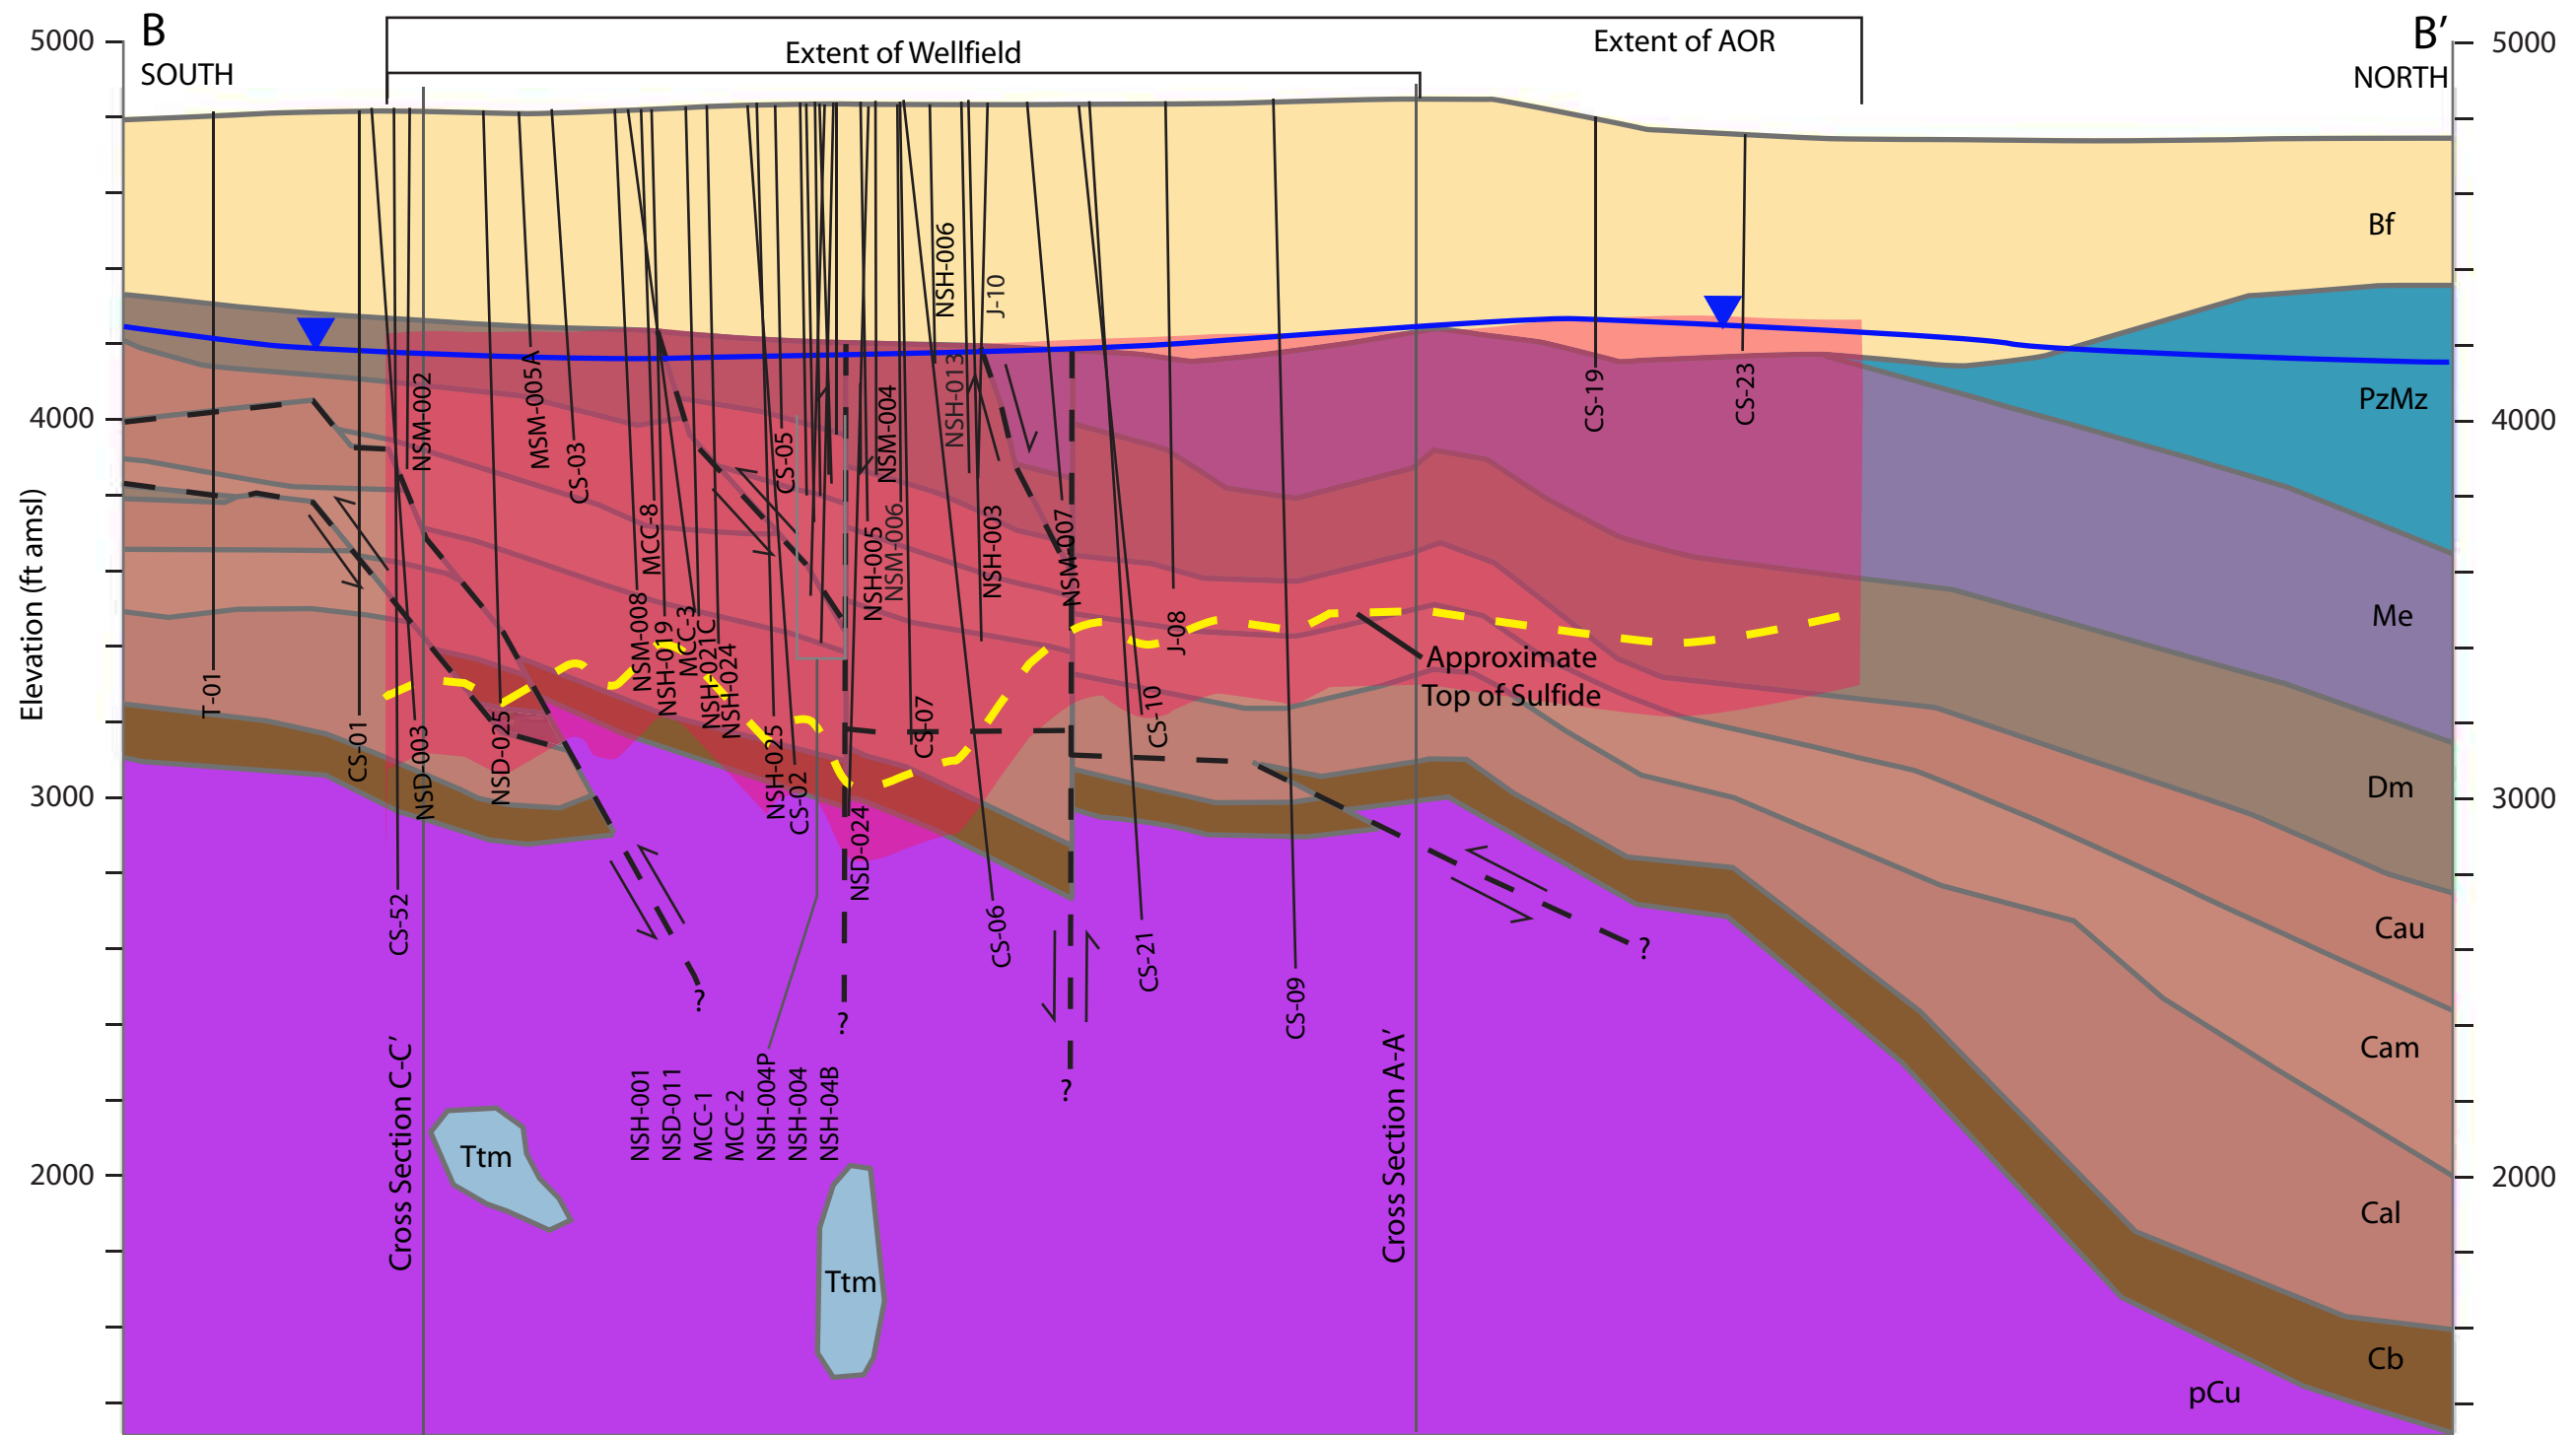 B
B′
SOUTH
NORTH
Extent of Wellfield
Extent of AOR
Elevation (ft amsl)
5000
4000
3000
2000
5000
4000
3000
2000
Bf
PzMz
Me
Dm
Cau
Cam
Cal
Cb
pCu
T-01
CS-01
CS-52
NSM-002
NSD-003
NSD-025
MSM-005A
CS-03
MCC-8
NSM-008
NSH-019
MCC-3
NSH-021C
NSH-024
NSH-025
CS-02
CS-05
NSH-005
NSM-004
NSM-006
NSD-024
CS-07
NSH-006
NSH-013
J-10
NSH-003
CS-06
NSM-007
CS-10
CS-21
J-08
CS-09
CS-19
CS-23
Approximate
Top of Sulfide
?
?
?
?
NSH-001
NSD-011
MCC-1
MCC-2
NSH-004P
NSH-004
NSH-04B
Cross Section C-C′
Cross Section A-A′
Ttm
Ttm